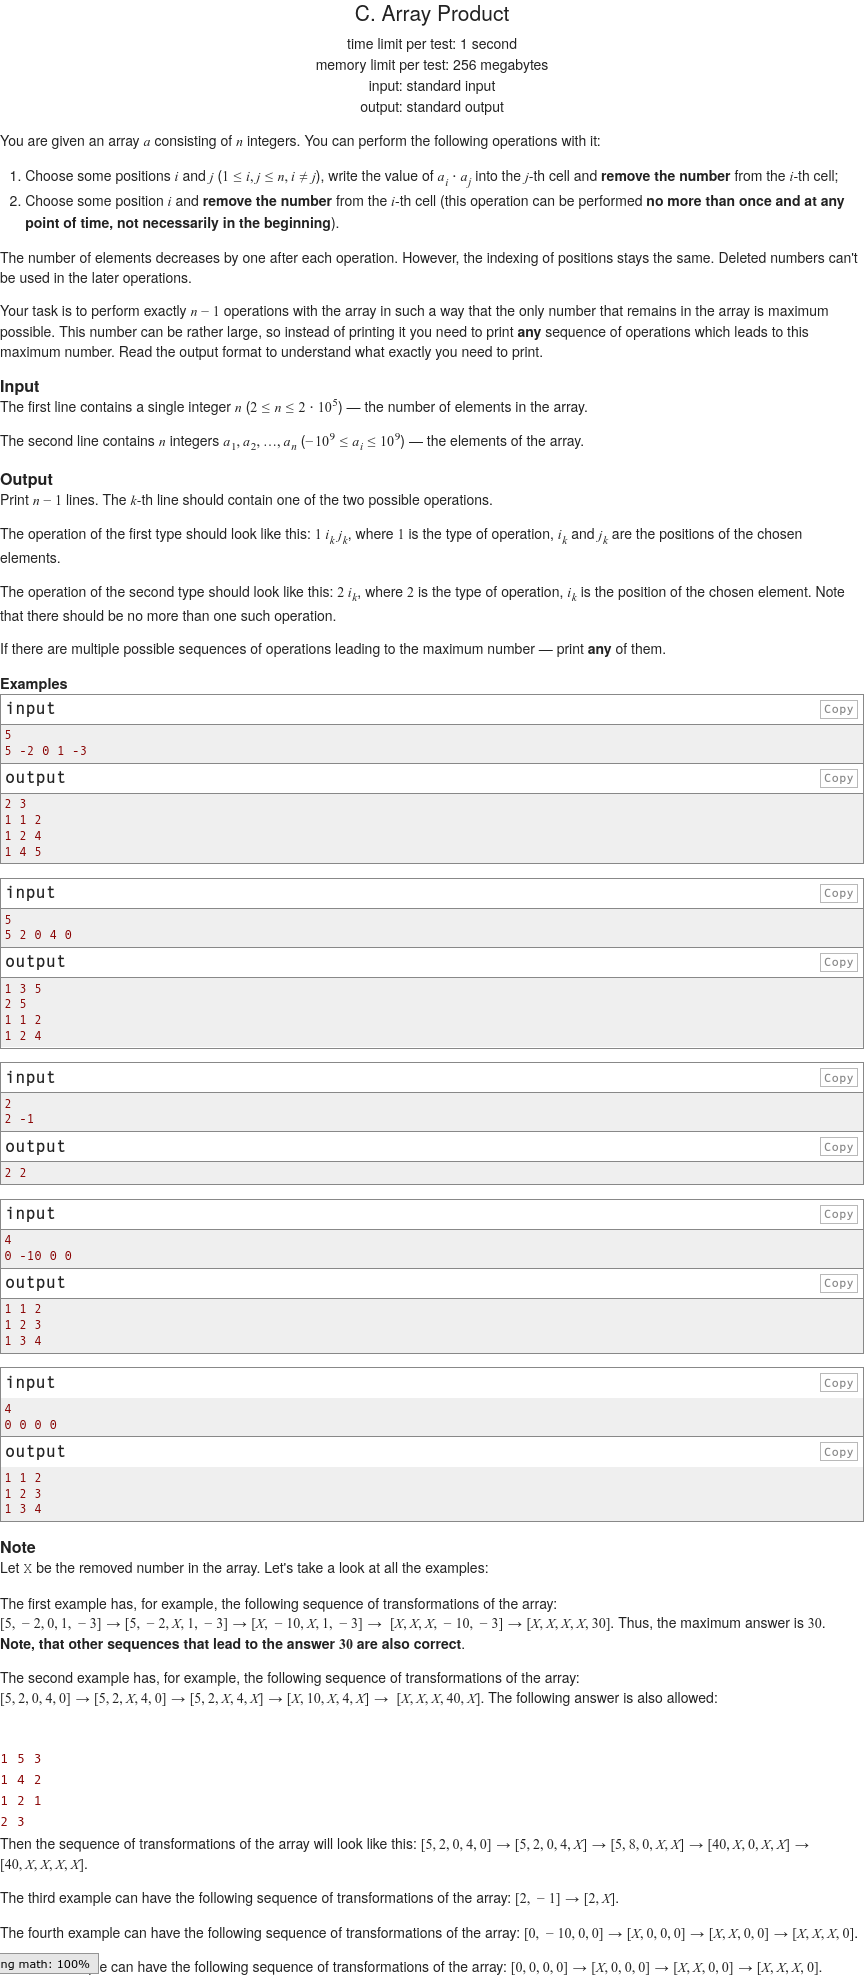 C. Array Product
time limit per test: 1 second
memory limit per test: 256 megabytes
input: standard input
output: standard output
You are given an array a consisting of n integers. You can perform the following operations with it:
1. Choose some positions i and j (1 ≤ i, j ≤ n, i ≠ j), write the value of a_i · a_j into the j-th cell and remove the number from the i-th cell;
2. Choose some position i and remove the number from the i-th cell (this operation can be performed no more than once and at any
point of time, not necessarily in the beginning).
The number of elements decreases by one after each operation. However, the indexing of positions stays the same. Deleted numbers can't
be used in the later operations.
Your task is to perform exactly n − 1 operations with the array in such a way that the only number that remains in the array is maximum
possible. This number can be rather large, so instead of printing it you need to print any sequence of operations which leads to this
maximum number. Read the output format to understand what exactly you need to print.
Input
The first line contains a single integer n (2 ≤ n ≤ 2 · 10^5) — the number of elements in the array.
The second line contains n integers a_1, a_2, …, a_n (−10^9 ≤ a_i ≤ 10^9) — the elements of the array.
Output
Print n − 1 lines. The k-th line should contain one of the two possible operations.
The operation of the first type should look like this: 1 i_k j_k, where 1 is the type of operation, i_k and j_k are the positions of the chosen
elements.
The operation of the second type should look like this: 2 i_k, where 2 is the type of operation, i_k is the position of the chosen element. Note
that there should be no more than one such operation.
If there are multiple possible sequences of operations leading to the maximum number — print any of them.
Examples
input Copy
5
5 -2 0 1 -3
output Copy
2 3
1 1 2
1 2 4
1 4 5
input Copy
5
5 2 0 4 0
output Copy
1 3 5
2 5
1 1 2
1 2 4
input Copy
2
2 -1
output Copy
2 2
input Copy
4
0 -10 0 0
output Copy
1 1 2
1 2 3
1 3 4
input Copy
4
0 0 0 0
output Copy
1 1 2
1 2 3
1 3 4
Note
Let X be the removed number in the array. Let's take a look at all the examples:
The first example has, for example, the following sequence of transformations of the array:
[5, −2, 0, 1, −3] → [5, −2, X, 1, −3] → [X, −10, X, 1, −3] → [X, X, X, −10, −3] → [X, X, X, X, 30]. Thus, the maximum answer is 30.
Note, that other sequences that lead to the answer 30 are also correct.
The second example has, for example, the following sequence of transformations of the array:
[5, 2, 0, 4, 0] → [5, 2, X, 4, 0] → [5, 2, X, 4, X] → [X, 10, X, 4, X] → [X, X, X, 40, X]. The following answer is also allowed:
1 5 3
1 4 2
1 2 1
2 3
Then the sequence of transformations of the array will look like this: [5, 2, 0, 4, 0] → [5, 2, 0, 4, X] → [5, 8, 0, X, X] → [40, X, 0, X, X] →
[40, X, X, X, X].
The third example can have the following sequence of transformations of the array: [2, −1] → [2, X].
The fourth example can have the following sequence of transformations of the array: [0, −10, 0, 0] → [X, 0, 0, 0] → [X, X, 0, 0] → [X, X, X, 0].
ng math: 100%
e can have the following sequence of transformations of the array: [0, 0, 0, 0] → [X, 0, 0, 0] → [X, X, 0, 0] → [X, X, X, 0].